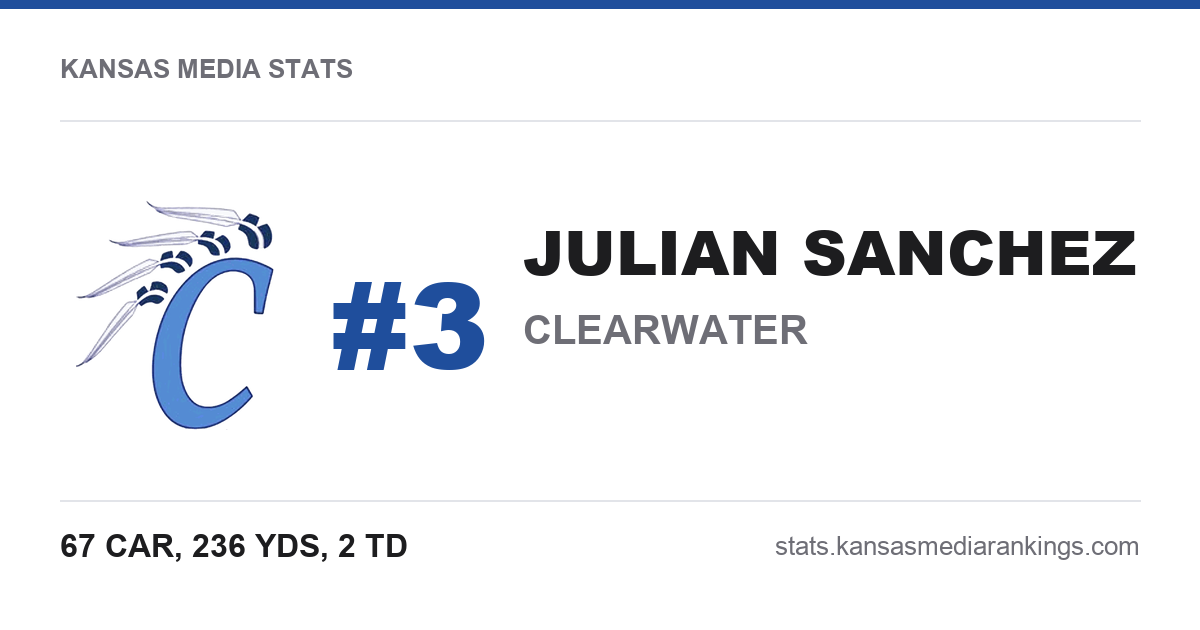 KANSAS MEDIA STATS
C
#3
JULIAN SANCHEZ
CLEARWATER
67 CAR, 236 YDS, 2 TD
stats.kansasmediarankings.com